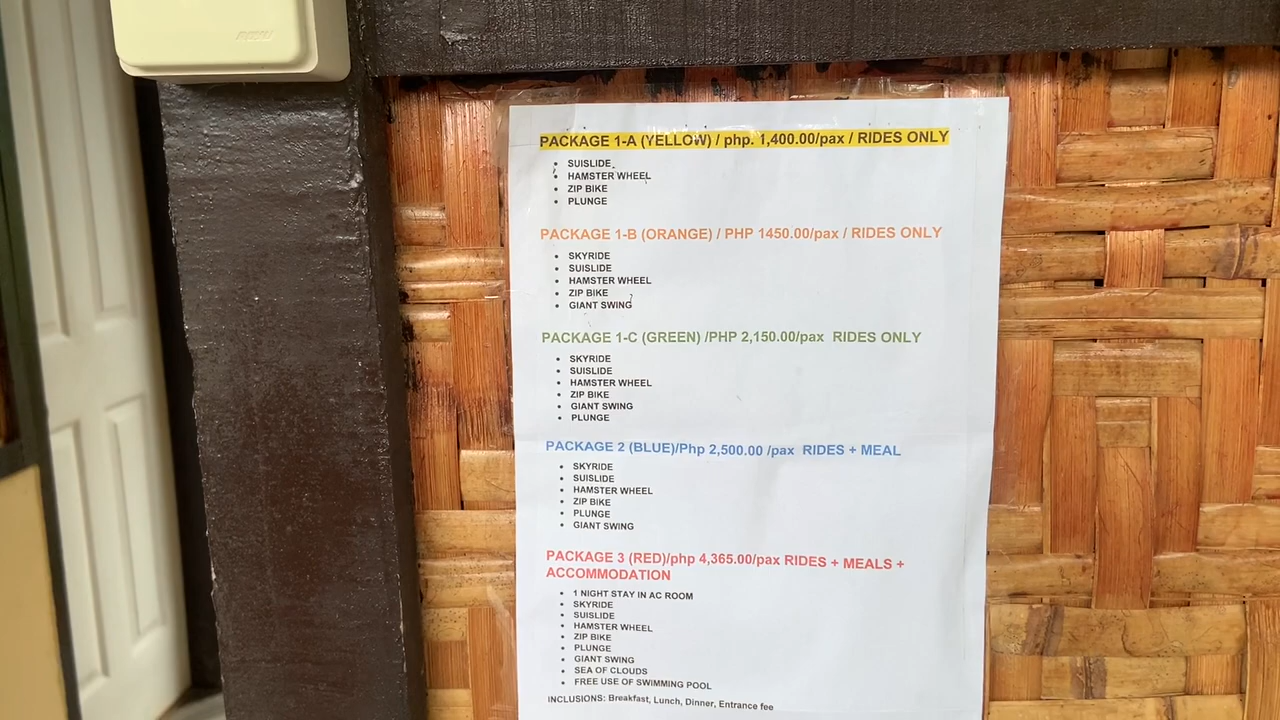 PACKAGE 1-A (YELLOW) / php. 1,400.00/pax / RIDES ONLY
• SUISLIDE
• HAMSTER WHEEL
• ZIP BIKE
• PLUNGE
PACKAGE 1-B (ORANGE) / PHP 1450.00/pax / RIDES ONLY
• SKYRIDE
• SUISLIDE
• HAMSTER WHEEL
• ZIP BIKE
• GIANT SWING
PACKAGE 1-C (GREEN) /PHP 2,150.00/pax RIDES ONLY
• SKYRIDE
• SUISLIDE
• HAMSTER WHEEL
• ZIP BIKE
• GIANT SWING
• PLUNGE
PACKAGE 2 (BLUE)/Php 2,500.00 /pax RIDES + MEAL
• SKYRIDE
• SUISLIDE
• HAMSTER WHEEL
• ZIP BIKE
• PLUNGE
• GIANT SWING
PACKAGE 3 (RED)/php 4,365.00/pax RIDES + MEALS +
ACCOMMODATION
• 1 NIGHT STAY IN AC ROOM
• SKYRIDE
• SUISLIDE
• HAMSTER WHEEL
• ZIP BIKE
• PLUNGE
• GIANT SWING
• SEA OF CLOUDS
• FREE USE OF SWIMMING POOL
INCLUSIONS: Breakfast, Lunch, Dinner, Entrance fee